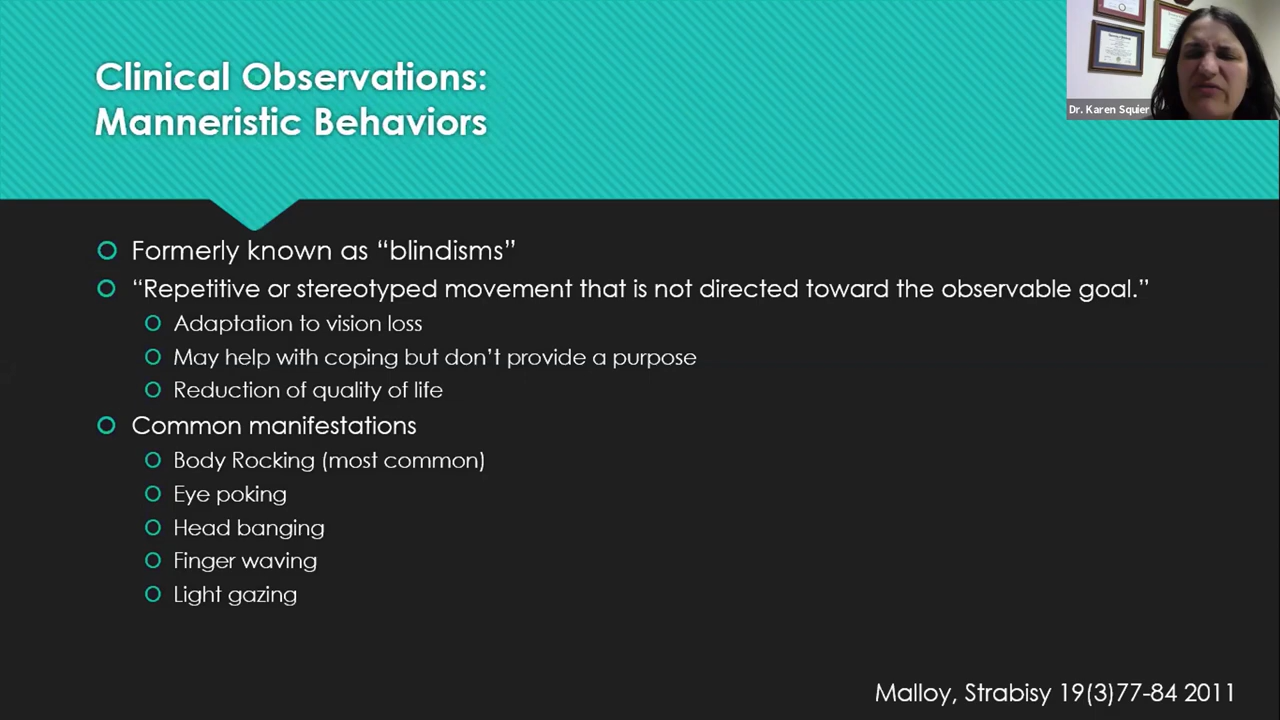 Clinical Observations:
Manneristic Behaviors
Dr. Karen Squier
Formerly known as “blindisms”
“Repetitive or stereotyped movement that is not directed toward the observable goal.”
Adaptation to vision loss
May help with coping but don’t provide a purpose
Reduction of quality of life
Common manifestations
Body Rocking (most common)
Eye poking
Head banging
Finger waving
Light gazing
Malloy, Strabisy 19(3)77-84 2011